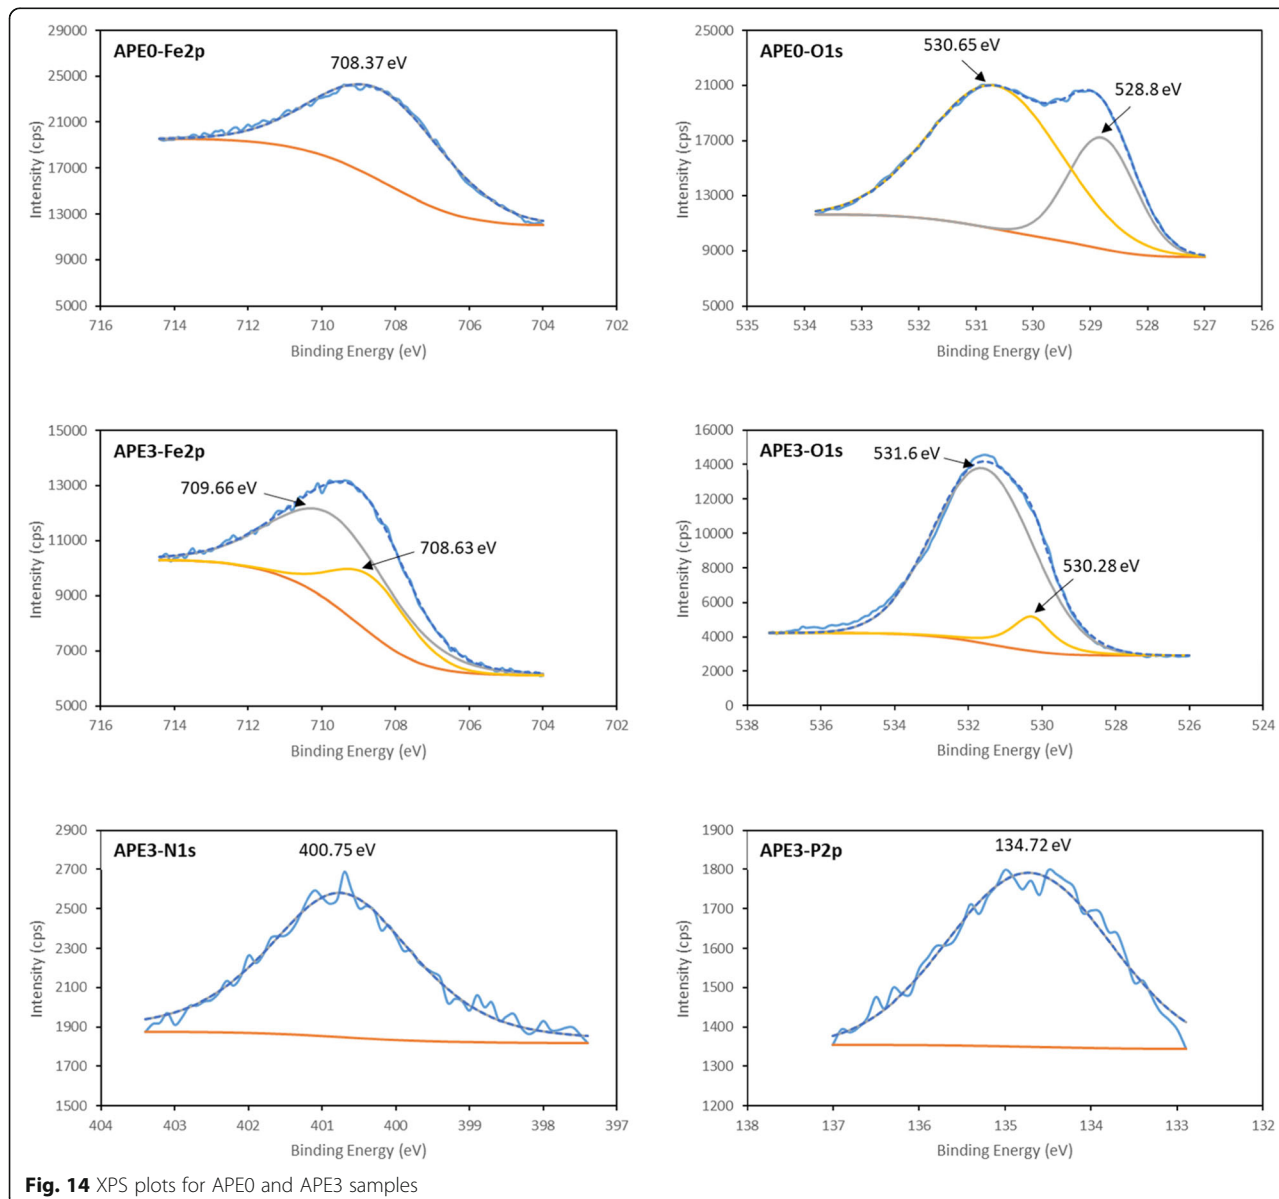 APE0-Fe2p
708.37 eV
Intensity (cps)
29000
25000
21000
17000
13000
9000
5000
716 714 712 710 708 706 704 702
Binding Energy (eV)
APE0-O1s
530.65 eV
528.8 eV
Intensity (cps)
25000
21000
17000
13000
9000
5000
535 534 533 532 531 530 529 528 527 526
Binding Energy (eV)
APE3-Fe2p
709.66 eV
708.63 eV
Intensity (cps)
15000
13000
11000
9000
7000
5000
716 714 712 710 708 706 704 702
Binding Energy (eV)
APE3-O1s
531.6 eV
530.28 eV
Intensity (cps)
16000
14000
12000
10000
8000
6000
4000
2000
0
538 536 534 532 530 528 526 524
Binding Energy (eV)
APE3-N1s
400.75 eV
Intensity (cps)
2900
2700
2500
2300
2100
1900
1700
1500
404 403 402 401 400 399 398 397
Binding Energy (eV)
APE3-P2p
134.72 eV
Intensity (cps)
1900
1800
1700
1600
1500
1400
1300
1200
138 137 136 135 134 133 132
Binding Energy (eV)
Fig. 14 XPS plots for APE0 and APE3 samples